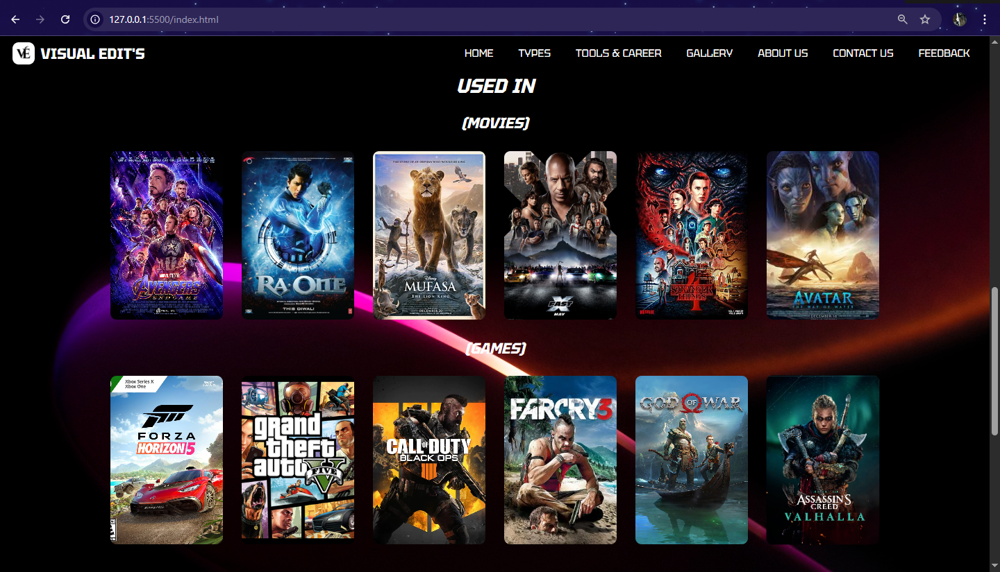 127.0.0.1:5500/index.html
VE VISUAL EDIT'S
HOME TYPES TOOLS & CAREER GALLERY ABOUT US CONTACT US FEEDBACK
USED IN
(MOVIES)
MARVEL STUDIOS
AVENGERS
ENDGAME
RA·ONE
THIS DIWALI
THE STORY OF AN ORPHAN WHO WOULD BE KING
Disney
MUFASA
THE LION KING
DECEMBER 20
FAST X
MAY
STRANGER
THINGS 4
NETFLIX
AVATAR
THE WAY OF WATER
DECEMBER 16
(GAMES)
Xbox Series X
Xbox One
FORZA
HORIZON 5
grand
theft
auto V
FIVE
CALL OF DUTY
BLACK OPS
IIII
FARCRY 3
GOD OF WAR
ASSASSIN'S
CREED
VALHALLA